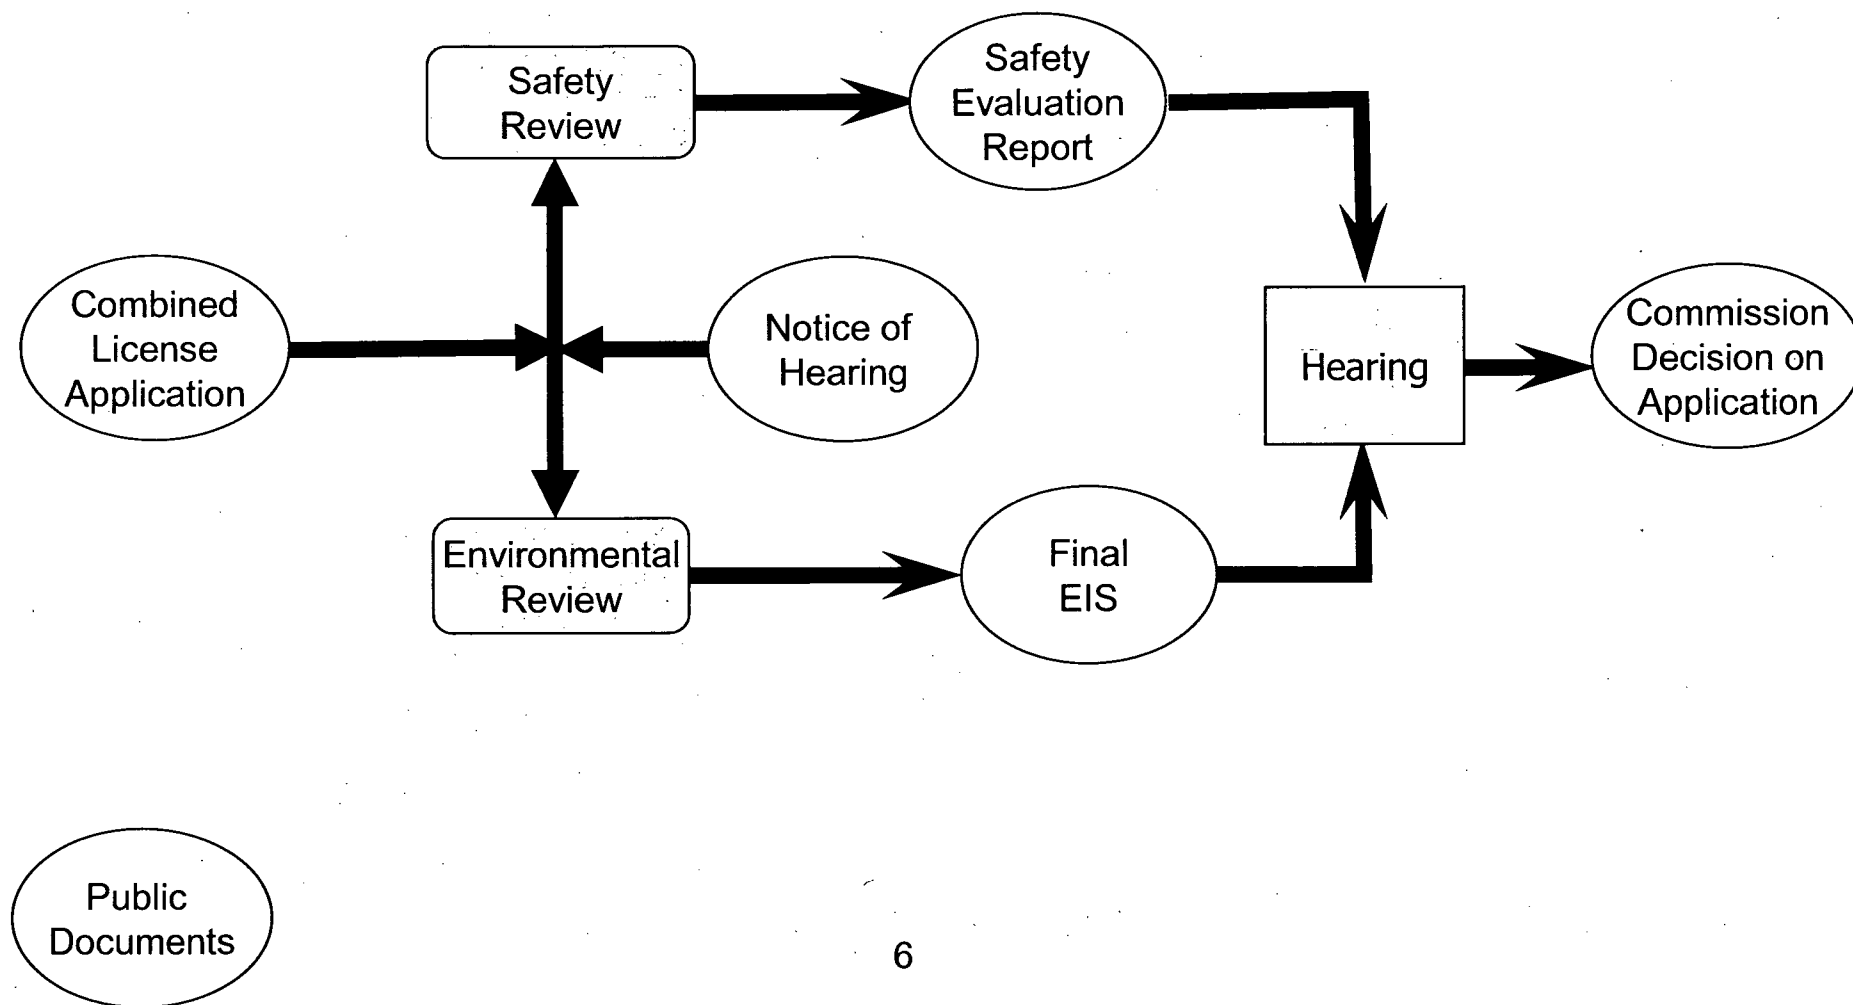 Safety
Review
Safety
Evaluation
Report
Combined
License
Application
Notice of
Hearing
Hearing
Commission
Decision on
Application
Environmental
Review
Final
EIS
Public
Documents
6